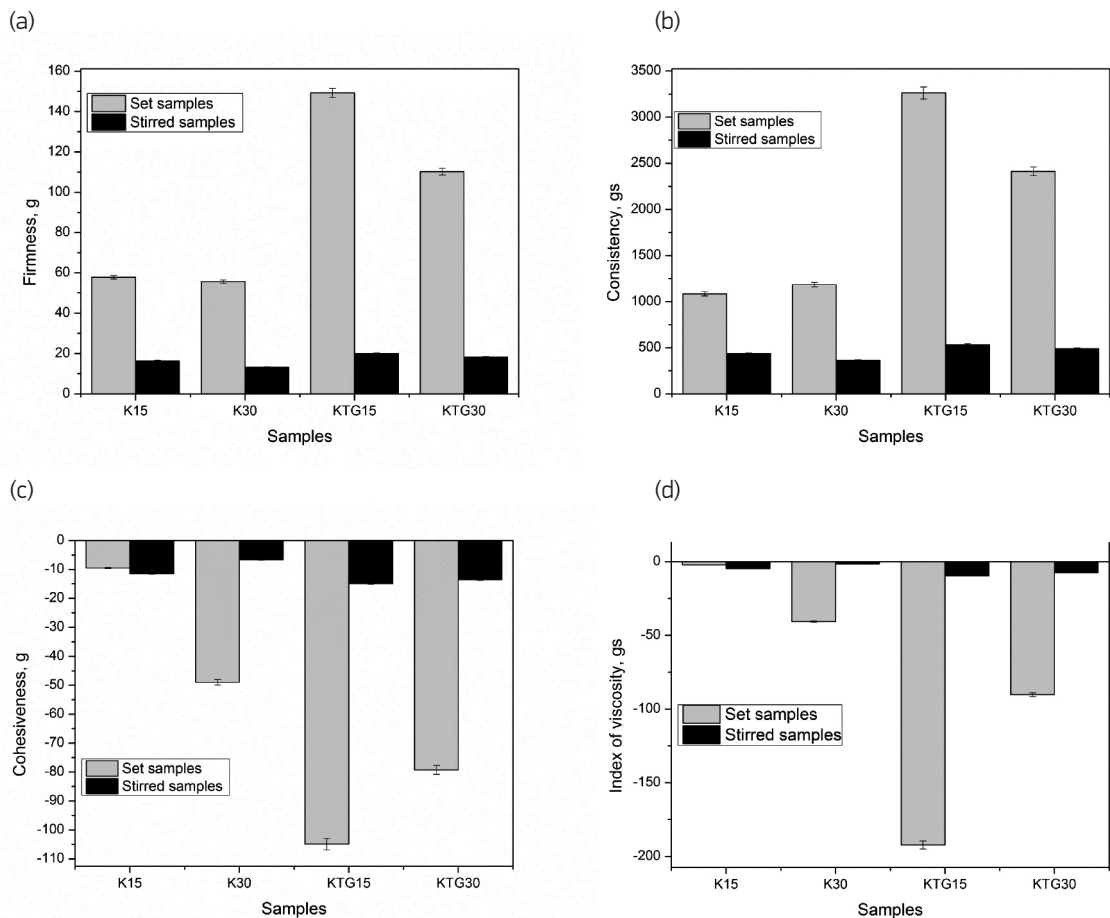 (a)
160
140
120
100
80
60
40
20
0
Firmness, g
Set samples
Stirred samples
K15 K30 KTG15 KTG30
Samples
(b)
3500
3000
2500
2000
1500
1000
500
0
Consistency, gs
Set samples
Stirred samples
K15 K30 KTG15 KTG30
Samples
(c)
0
-10
-20
-30
-40
-50
-60
-70
-80
-90
-100
-110
Cohesiveness, g
Set samples
Stirred samples
K15 K30 KTG15 KTG30
Samples
(d)
0
-50
-100
-150
-200
Index of viscosity, gs
Set samples
Stirred samples
K15 K30 KTG15 KTG30
Samples